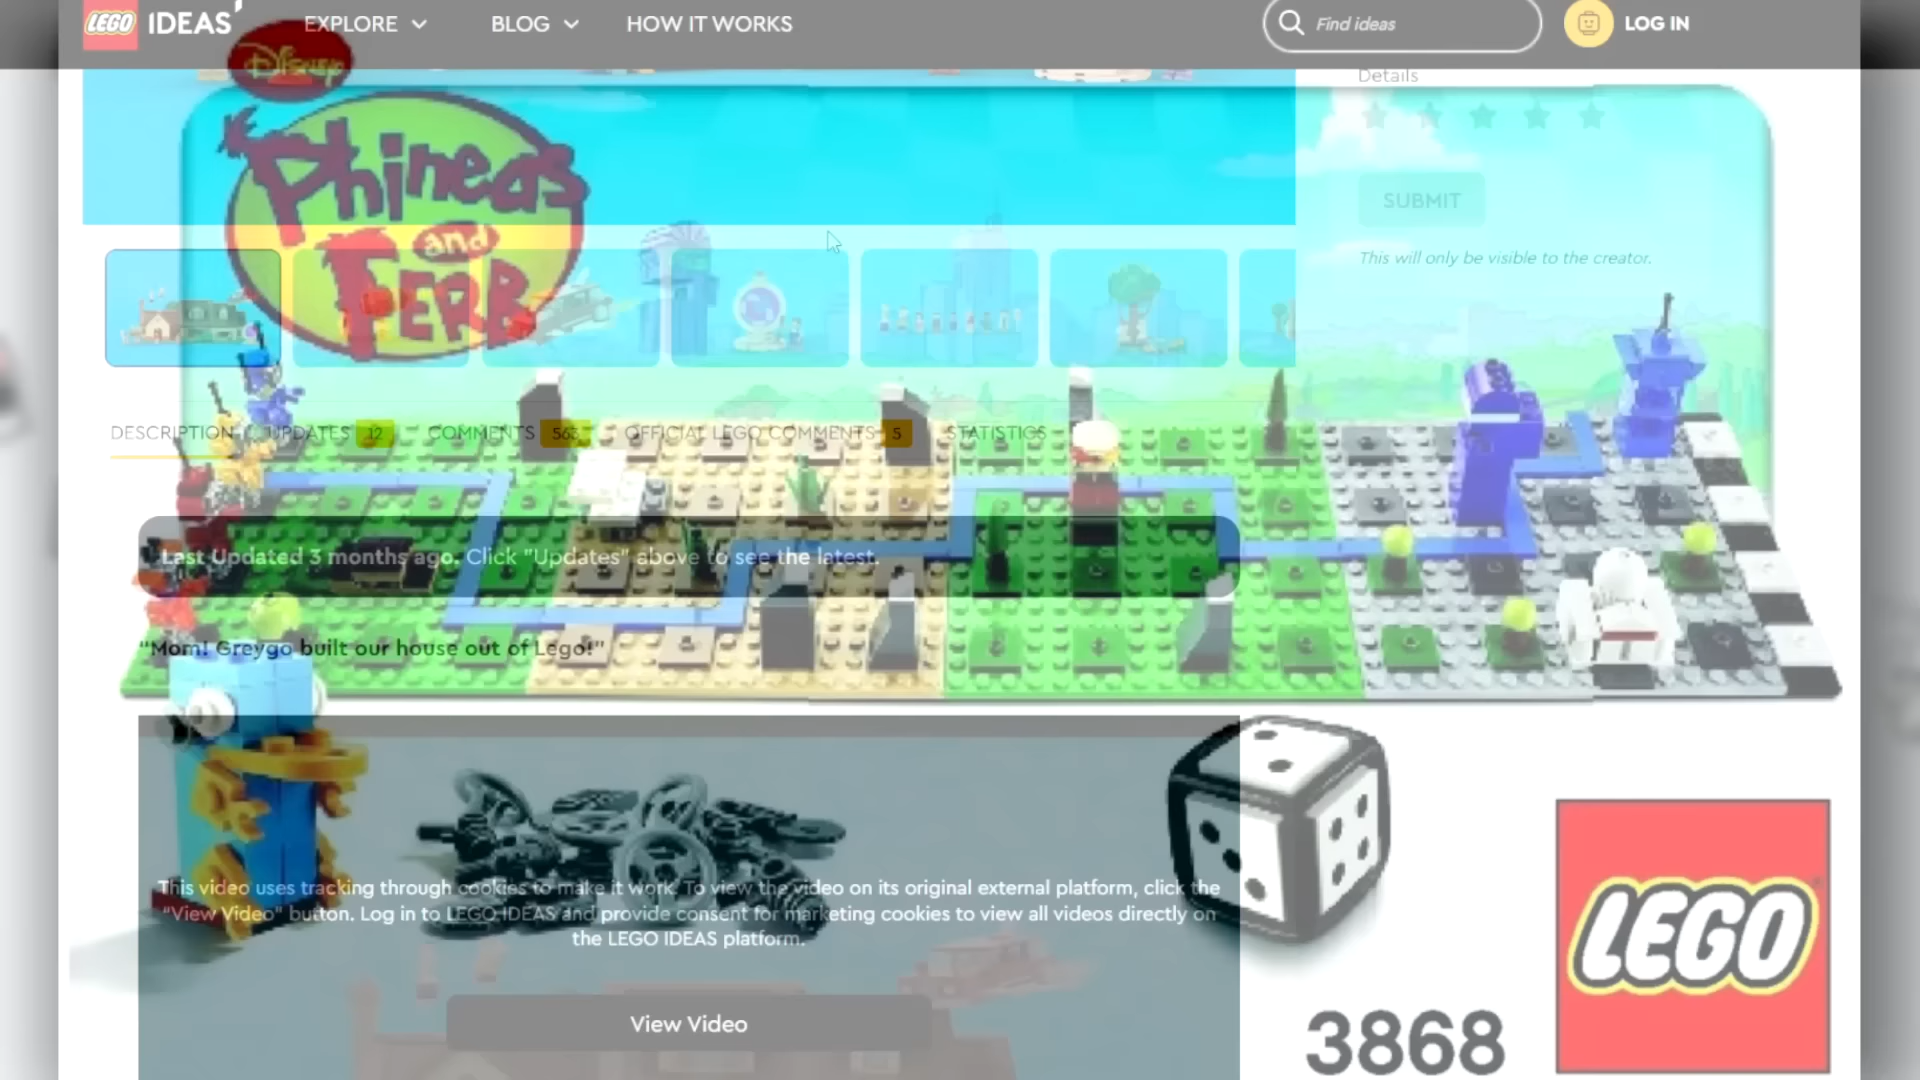 LEGO IDEAS EXPLORE BLOG HOW IT WORKS Find ideas LOG IN
Disney
Details
Phineas
and
FERB
SUBMIT
This will only be visible to the creator.
DESCRIPTION UPDATES 12 COMMENTS 563 OFFICIAL LEGO COMMENTS 5 STATISTICS
Last Updated 3 months ago. Click "Updates" above to see the latest.
"Mom! Greygo built our house out of Lego!"
This video uses tracking through cookies to make it work. To view the video on its original external platform, click the
"View Video" button. Log in to LEGO IDEAS and provide consent for marketing cookies to view all videos directly on
the LEGO IDEAS platform.
View Video
LEGO
3868